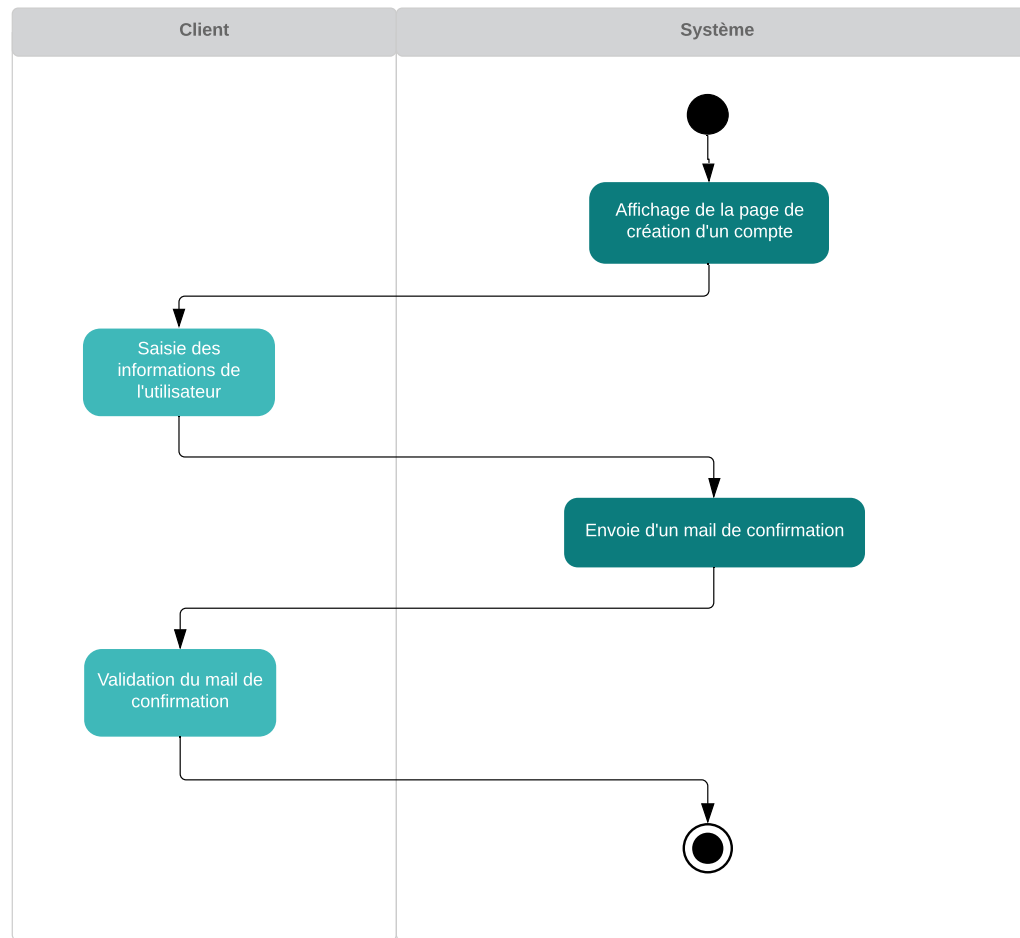 Client
Système
Affichage de la page de
création d'un compte
Saisie des
informations de
l'utilisateur
Envoie d'un mail de confirmation
Validation du mail de
confirmation